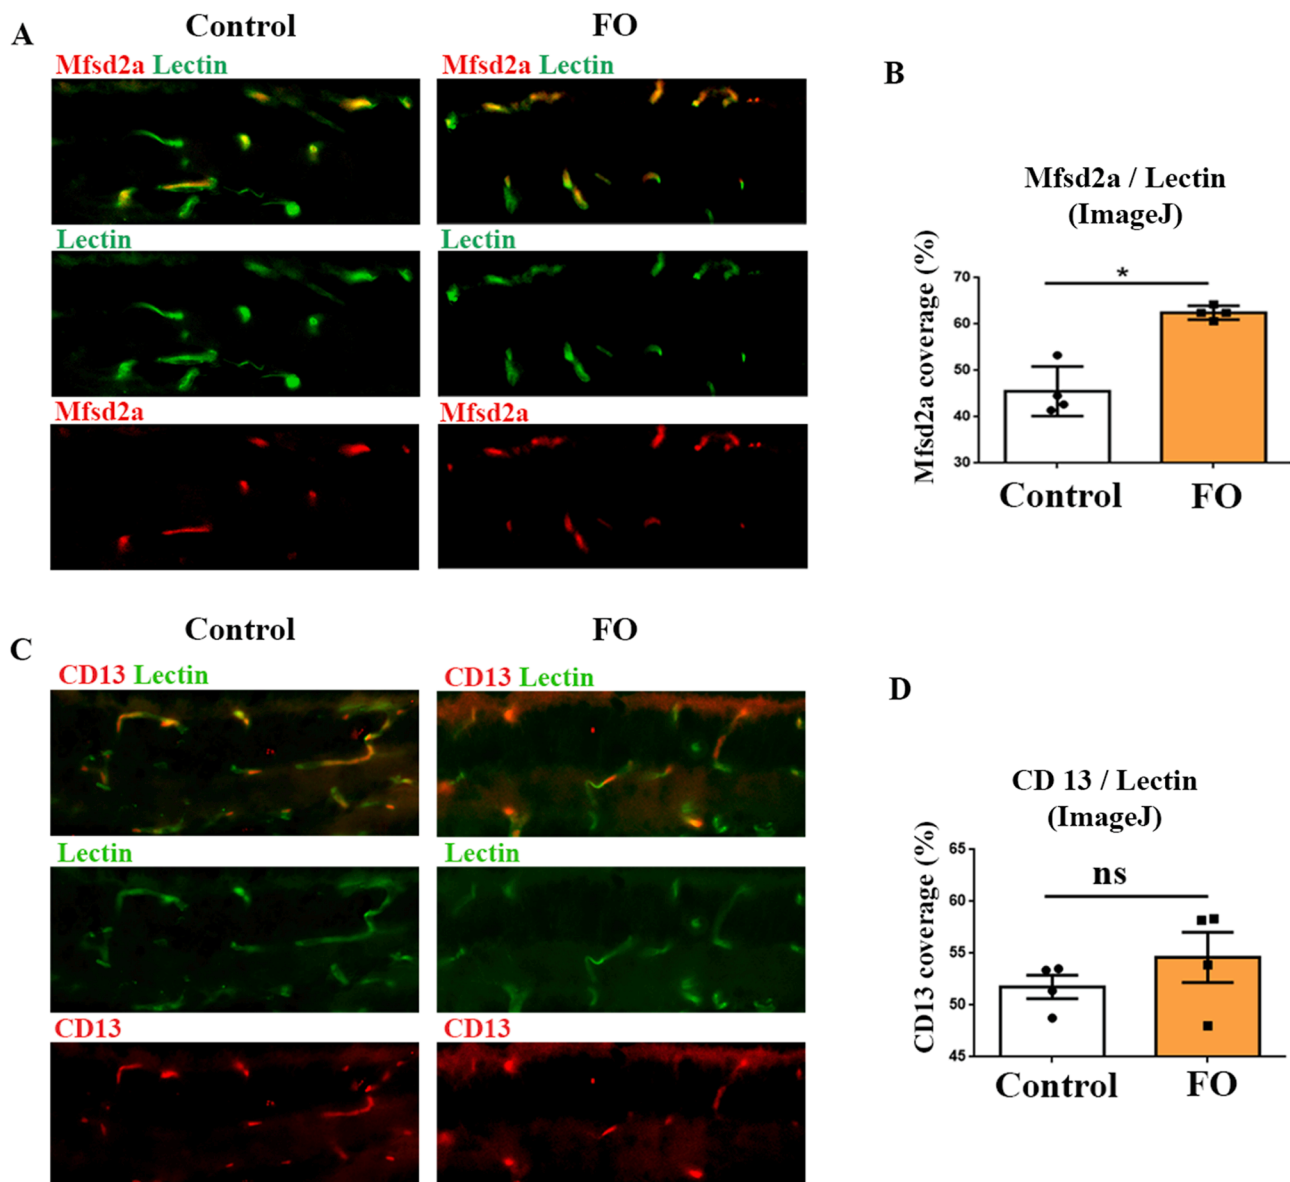 A
Control
FO
Mfsd2a Lectin
Mfsd2a Lectin
Lectin
Lectin
Mfsd2a
Mfsd2a
B
Mfsd2a / Lectin
(ImageJ)
Mfsd2a coverage (%)
70
60
50
40
30
*
Control
FO
C
Control
FO
CD13 Lectin
CD13 Lectin
Lectin
Lectin
CD13
CD13
D
CD 13 / Lectin
(ImageJ)
CD13 coverage (%)
65
60
55
50
45
ns
Control
FO